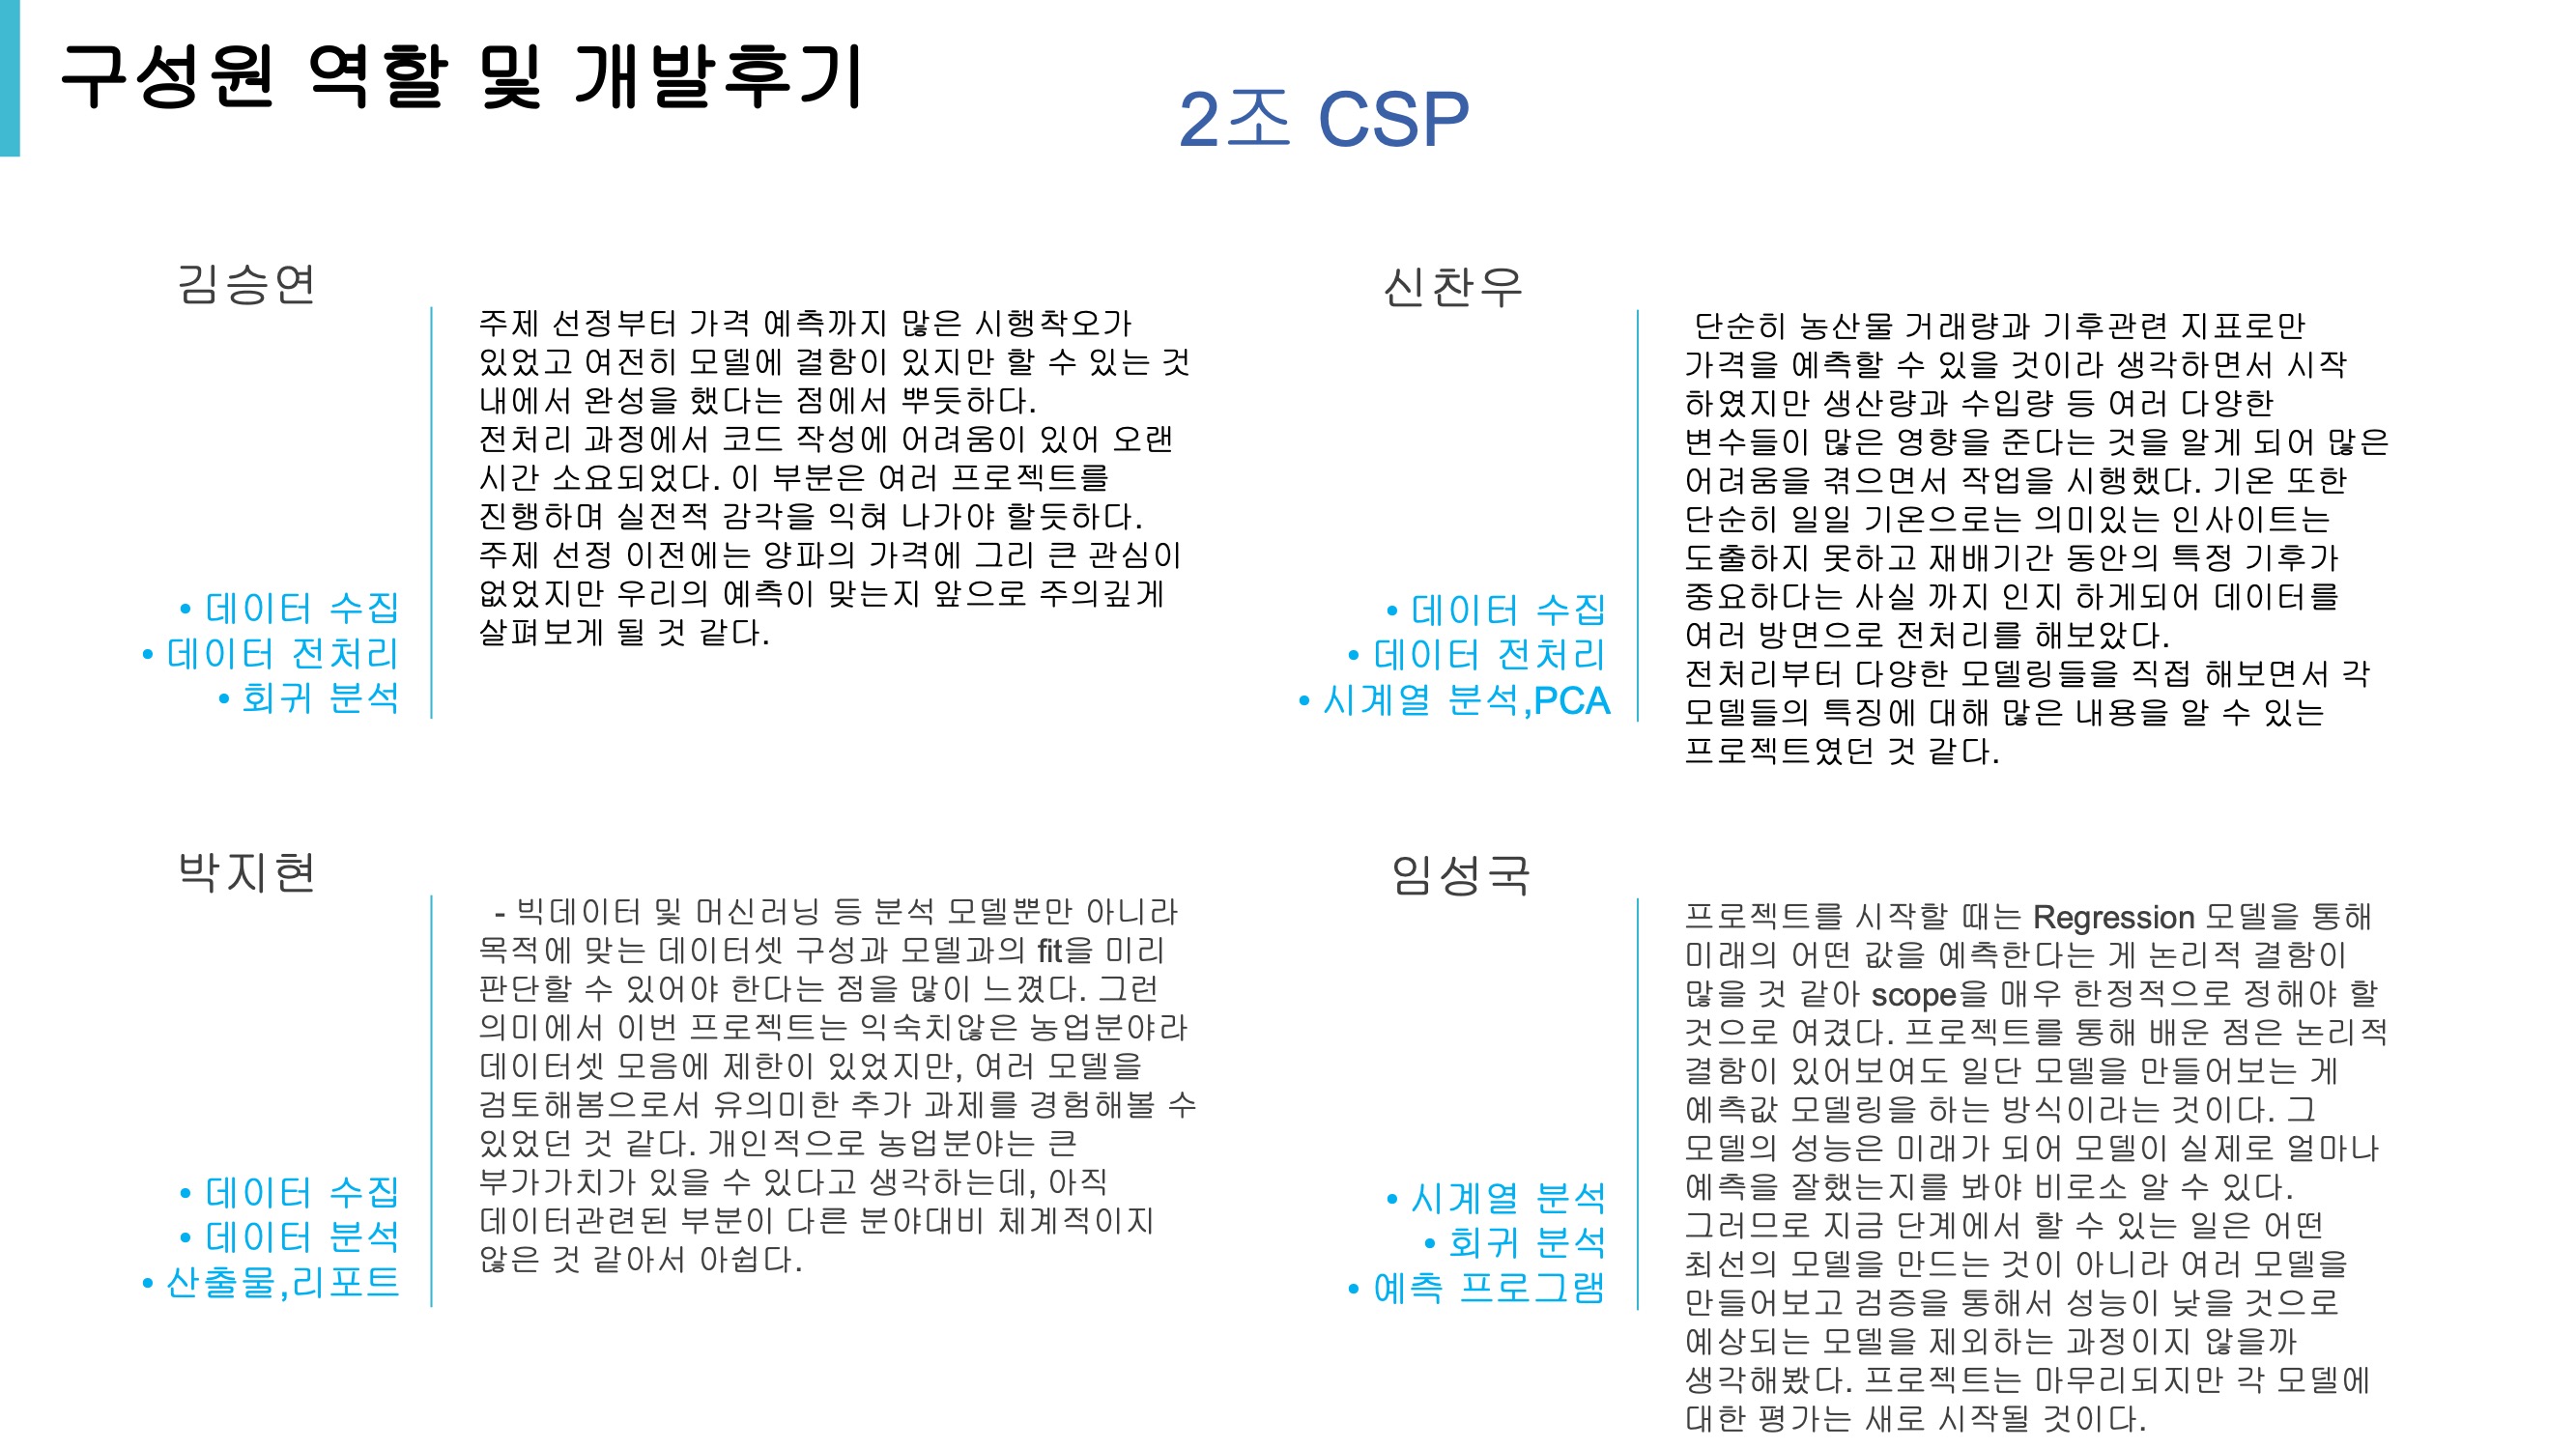 구성원 역할 및 개발후기
2조 CSP
김승연
주제 선정부터 가격 예측까지 많은 시행착오가
있었고 여전히 모델에 결함이 있지만 할 수 있는 것
내에서 완성을 했다는 점에서 뿌듯하다.
전처리 과정에서 코드 작성에 어려움이 있어 오랜
시간 소요되었다. 이 부분은 여러 프로젝트를
진행하며 실전적 감각을 익혀 나가야 할듯하다.
주제 선정 이전에는 양파의 가격에 그리 큰 관심이
없었지만 우리의 예측이 맞는지 앞으로 주의깊게
살펴보게 될 것 같다.
• 데이터 수집
• 데이터 전처리
• 회귀 분석
신찬우
단순히 농산물 거래량과 기후관련 지표로만
가격을 예측할 수 있을 것이라 생각하면서 시작
하였지만 생산량과 수입량 등 여러 다양한
변수들이 많은 영향을 준다는 것을 알게 되어 많은
어려움을 겪으면서 작업을 시행했다. 기온 또한
단순히 일일 기온으로는 의미있는 인사이트는
도출하지 못하고 재배기간 동안의 특정 기후가
중요하다는 사실 까지 인지 하게되어 데이터를
여러 방면으로 전처리를 해보았다.
전처리부터 다양한 모델링들을 직접 해보면서 각
모델들의 특징에 대해 많은 내용을 알 수 있는
프로젝트였던 것 같다.
• 데이터 수집
• 데이터 전처리
• 시계열 분석,PCA
박지현
- 빅데이터 및 머신러닝 등 분석 모델뿐만 아니라
목적에 맞는 데이터셋 구성과 모델과의 fit을 미리
판단할 수 있어야 한다는 점을 많이 느꼈다. 그런
의미에서 이번 프로젝트는 익숙치않은 농업분야라
데이터셋 모음에 제한이 있었지만, 여러 모델을
검토해봄으로서 유의미한 추가 과제를 경험해볼 수
있었던 것 같다. 개인적으로 농업분야는 큰
부가가치가 있을 수 있다고 생각하는데, 아직
데이터관련된 부분이 다른 분야대비 체계적이지
않은 것 같아서 아쉽다.
• 데이터 수집
• 데이터 분석
• 산출물,리포트
임성국
프로젝트를 시작할 때는 Regression 모델을 통해
미래의 어떤 값을 예측한다는 게 논리적 결함이
많을 것 같아 scope을 매우 한정적으로 정해야 할
것으로 여겼다. 프로젝트를 통해 배운 점은 논리적
결함이 있어보여도 일단 모델을 만들어보는 게
예측값 모델링을 하는 방식이라는 것이다. 그
모델의 성능은 미래가 되어 모델이 실제로 얼마나
예측을 잘했는지를 봐야 비로소 알 수 있다.
그러므로 지금 단계에서 할 수 있는 일은 어떤
최선의 모델을 만드는 것이 아니라 여러 모델을
만들어보고 검증을 통해서 성능이 낮을 것으로
예상되는 모델을 제외하는 과정이지 않을까
생각해봤다. 프로젝트는 마무리되지만 각 모델에
대한 평가는 새로 시작될 것이다.
• 시계열 분석
• 회귀 분석
• 예측 프로그램